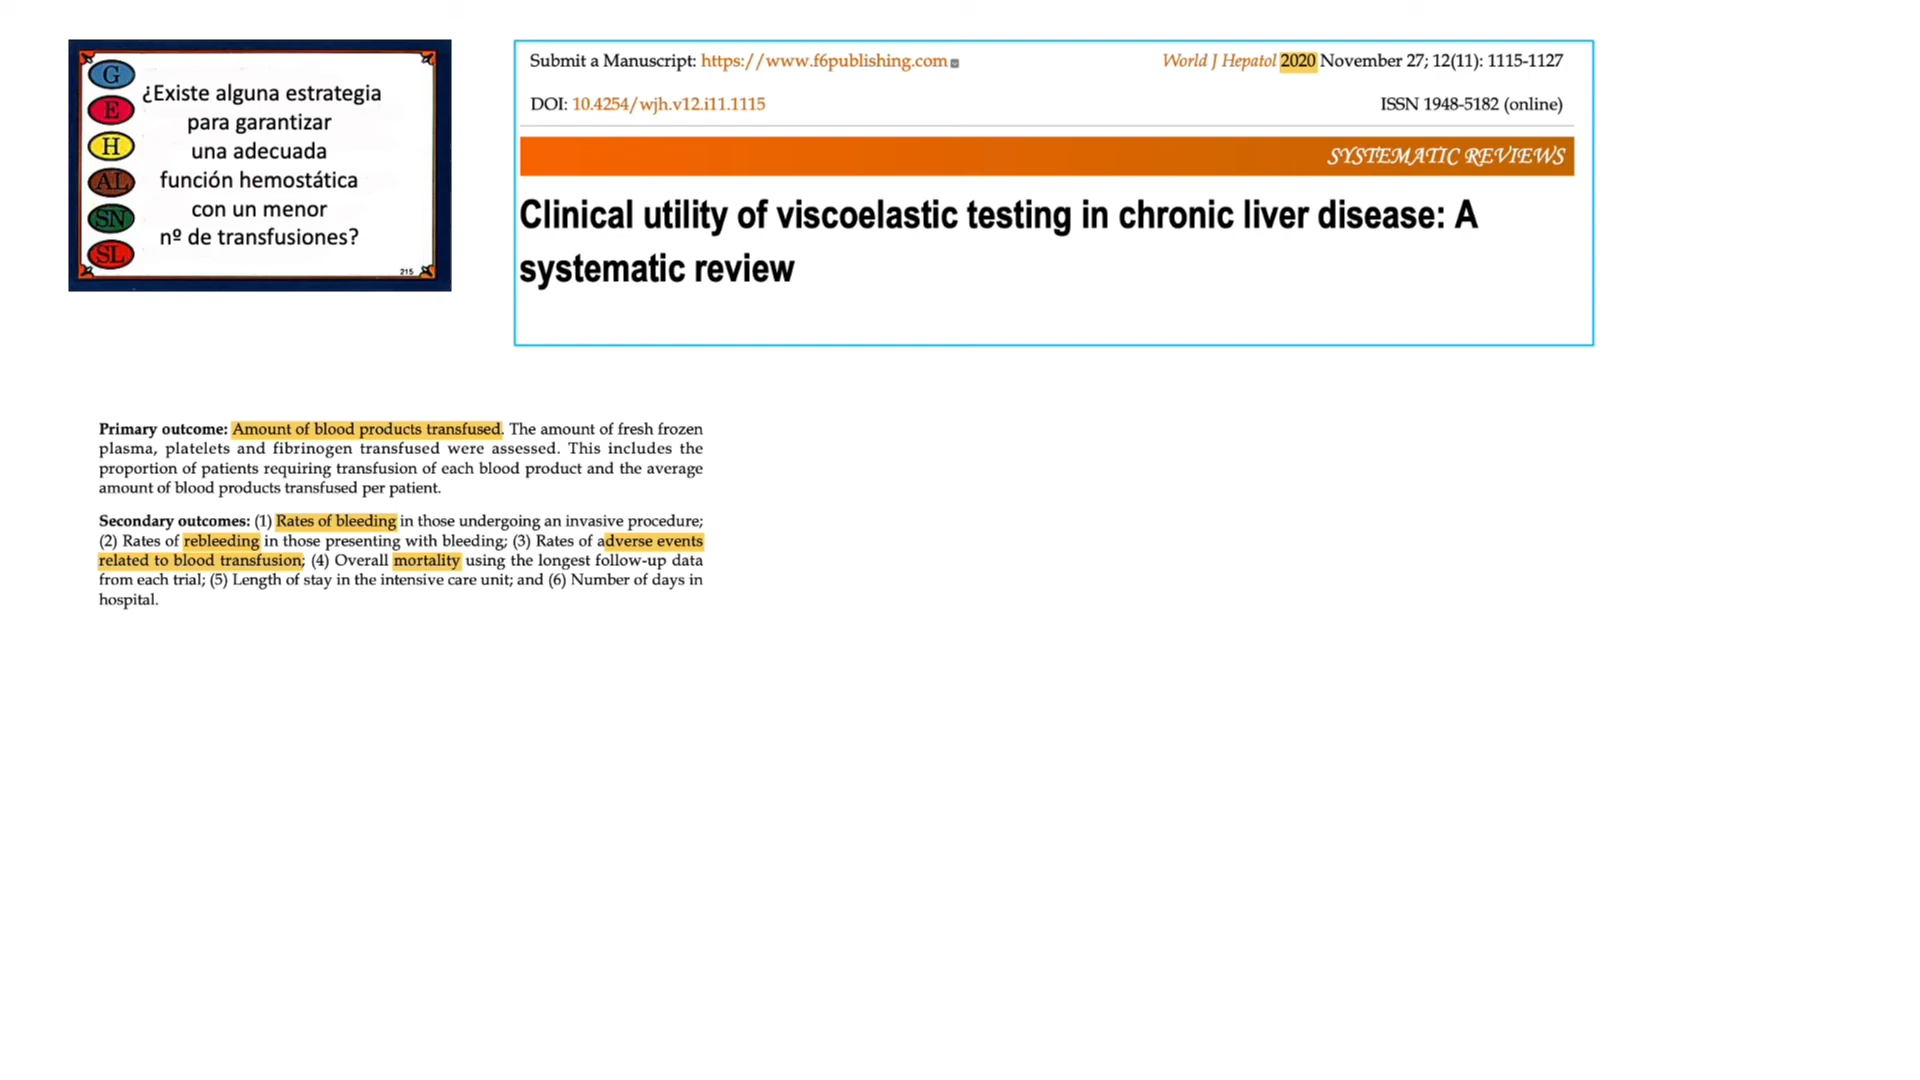 G
E
H
AL
SN
SL
¿Existe alguna estrategia
para garantizar
una adecuada
función hemostática
con un menor
nº de transfusiones?
215
Submit a Manuscript: https://www.f6publishing.com
World J Hepatol 2020 November 27; 12(11): 1115-1127
DOI: 10.4254/wjh.v12.i11.1115
ISSN 1948-5182 (online)
SYSTEMATIC REVIEWS
Clinical utility of viscoelastic testing in chronic liver disease: A
systematic review
Primary outcome: Amount of blood products transfused. The amount of fresh frozen
plasma, platelets and fibrinogen transfused were assessed. This includes the
proportion of patients requiring transfusion of each blood product and the average
amount of blood products transfused per patient.
Secondary outcomes: (1) Rates of bleeding in those undergoing an invasive procedure;
(2) Rates of rebleeding in those presenting with bleeding; (3) Rates of adverse events
related to blood transfusion; (4) Overall mortality using the longest follow-up data
from each trial; (5) Length of stay in the intensive care unit; and (6) Number of days in
hospital.